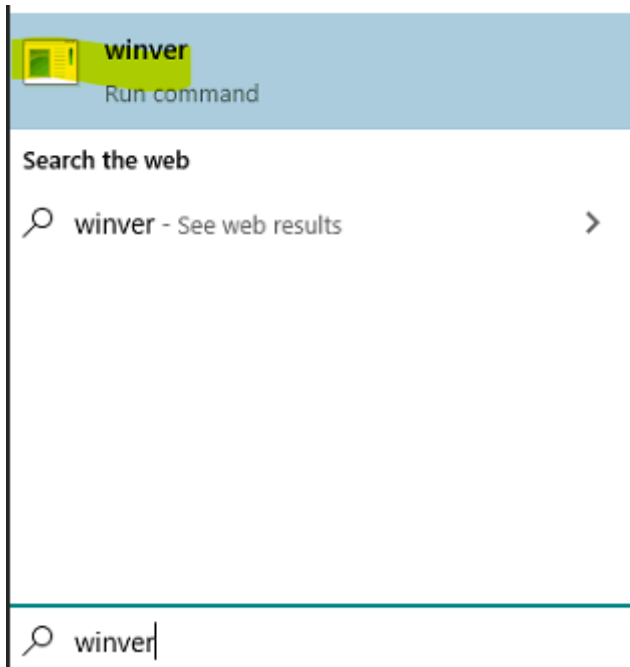 winver
Run command
Search the web
winver - See web results
winver